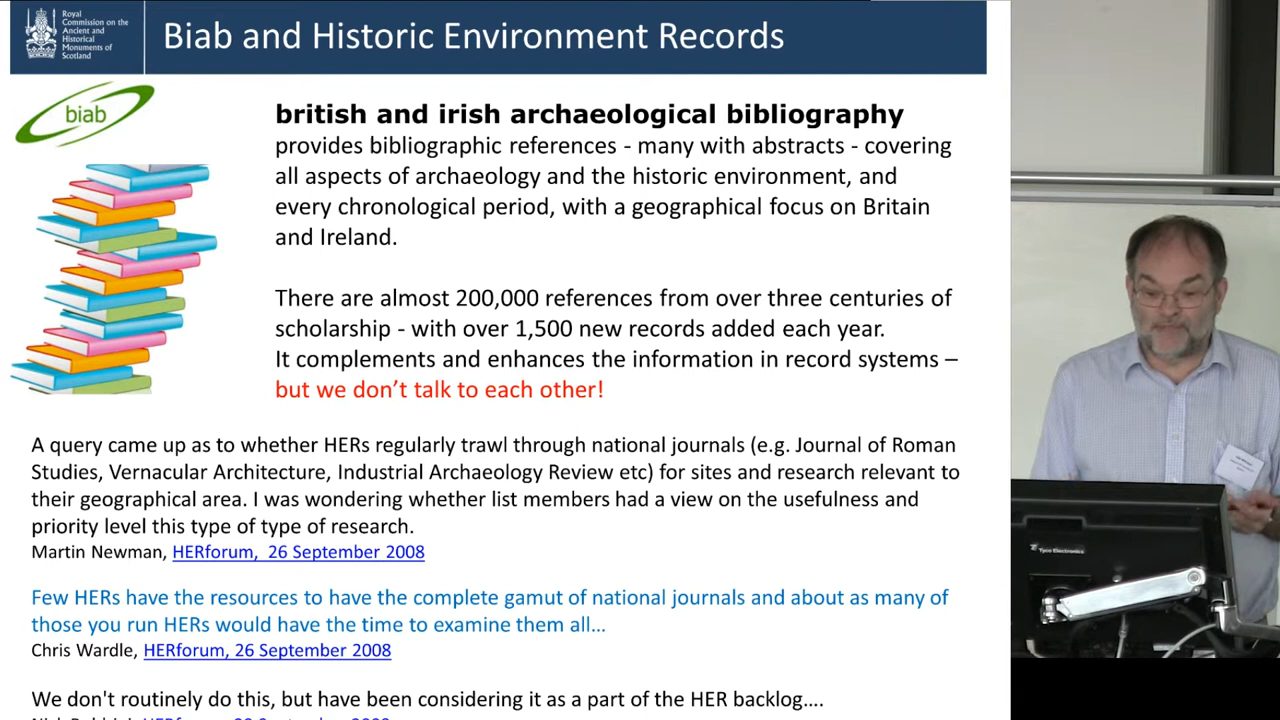 Royal
Commission on the
Ancient and
Historical
Monuments of
Scotland
Biab and Historic Environment Records
biab
british and irish archaeological bibliography
provides bibliographic references - many with abstracts - covering
all aspects of archaeology and the historic environment, and
every chronological period, with a geographical focus on Britain
and Ireland.
There are almost 200,000 references from over three centuries of
scholarship - with over 1,500 new records added each year.
It complements and enhances the information in record systems –
but we don’t talk to each other!
A query came up as to whether HERs regularly trawl through national journals (e.g. Journal of Roman
Studies, Vernacular Architecture, Industrial Archaeology Review etc) for sites and research relevant to
their geographical area. I was wondering whether list members had a view on the usefulness and
priority level this type of type of research.
Martin Newman, HERforum, 26 September 2008
Few HERs have the resources to have the complete gamut of national journals and about as many of
those you run HERs would have the time to examine them all...
Chris Wardle, HERforum, 26 September 2008
We don't routinely do this, but have been considering it as a part of the HER backlog....
Tyco Electronics